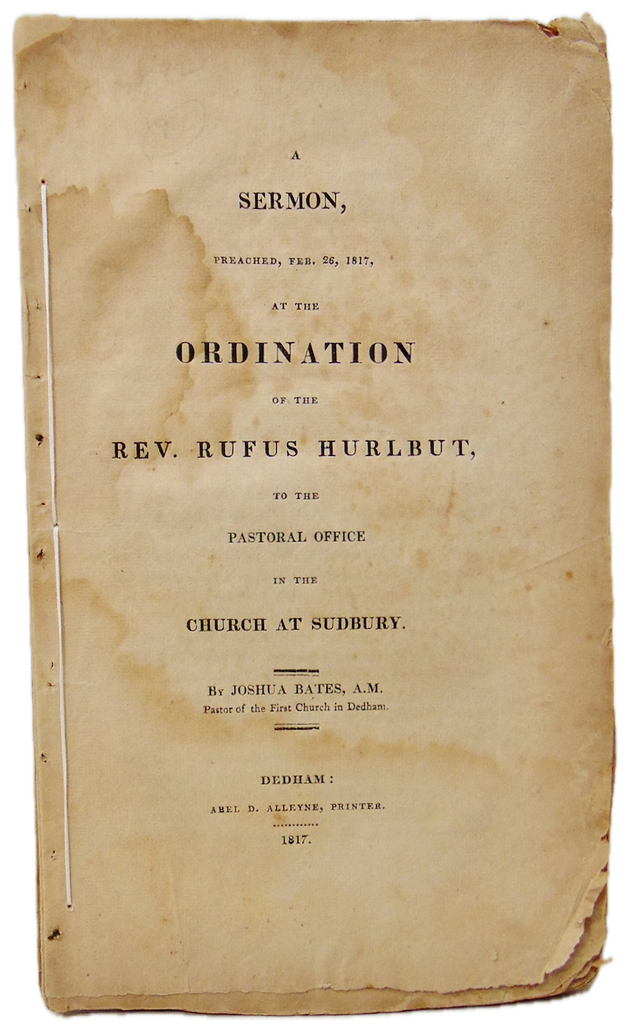 A
SERMON,
PREACHED, FEB. 26, 1817,
AT THE
ORDINATION
OF THE
REV. RUFUS HURLBUT,
TO THE
PASTORAL OFFICE
IN THE
CHURCH AT SUDBURY.
By JOSHUA BATES, A.M.
Pastor of the First Church in Dedham.
DEDHAM:
ABEL D. ALLEYNE, PRINTER.
1817.